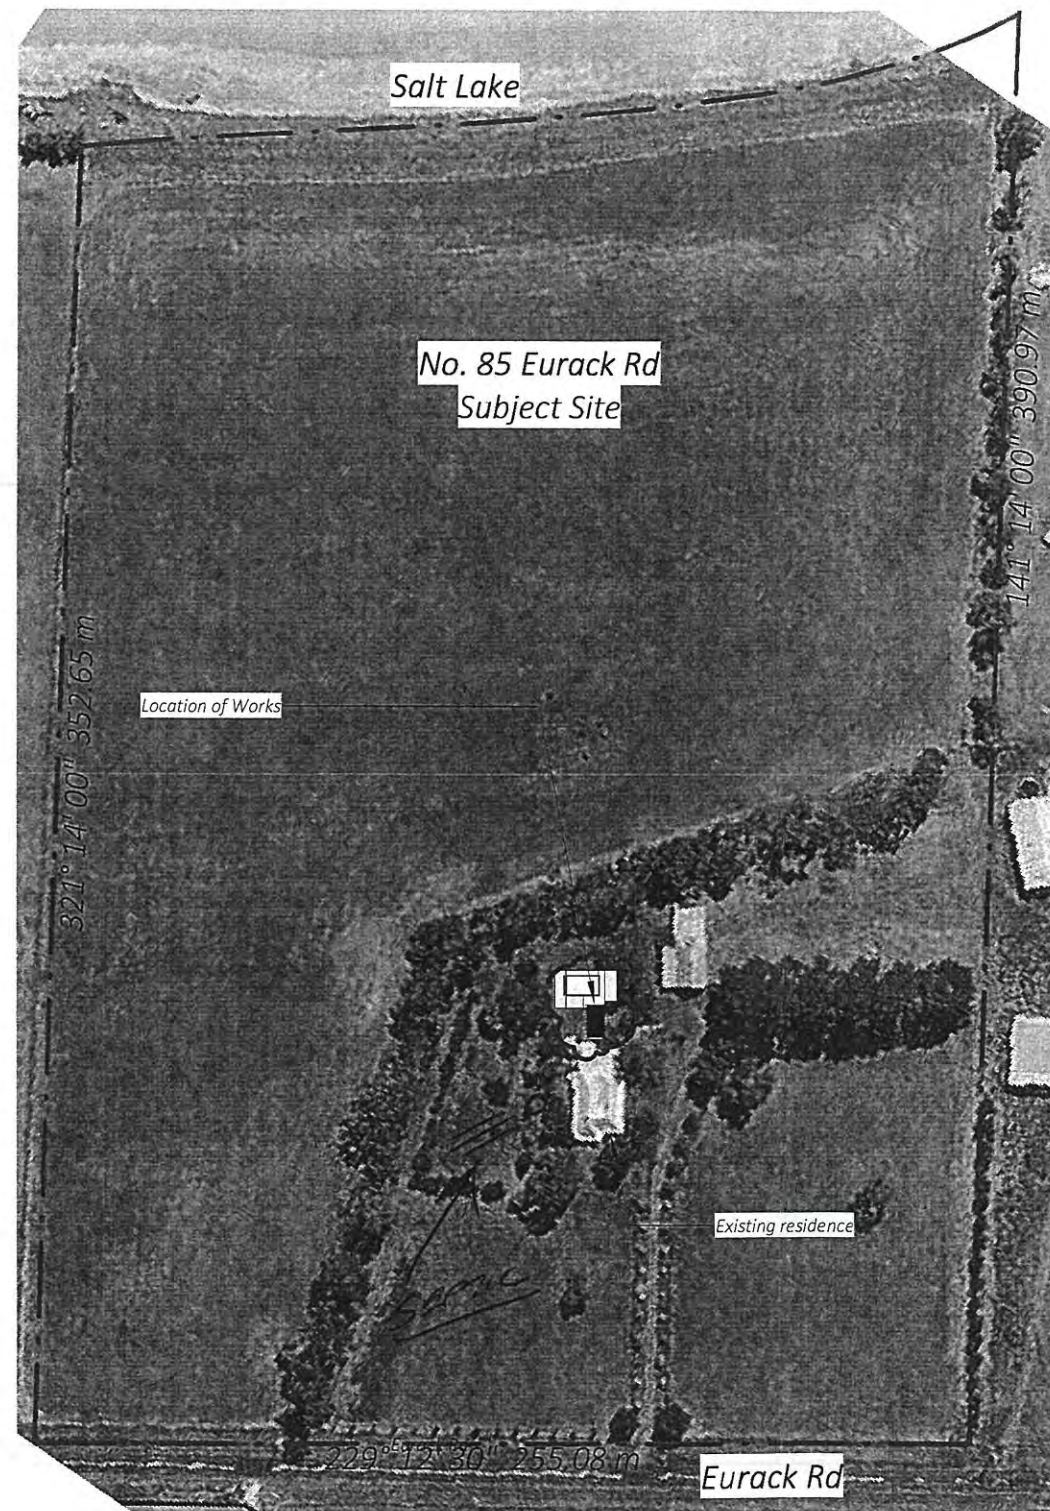 Salt Lake
No. 85 Eurack Rd
Subject Site
141° 14' 00" 390.97 m
321° 14' 00" 352.65 m
Location of Works
Existing residence
229° 12' 30" 255.08 m
Eurack Rd